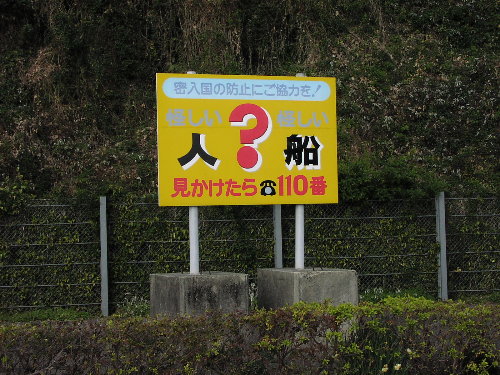 密入国の防止にご協力を!
怪しい ? 怪しい
人 船
見かけたら☎110番